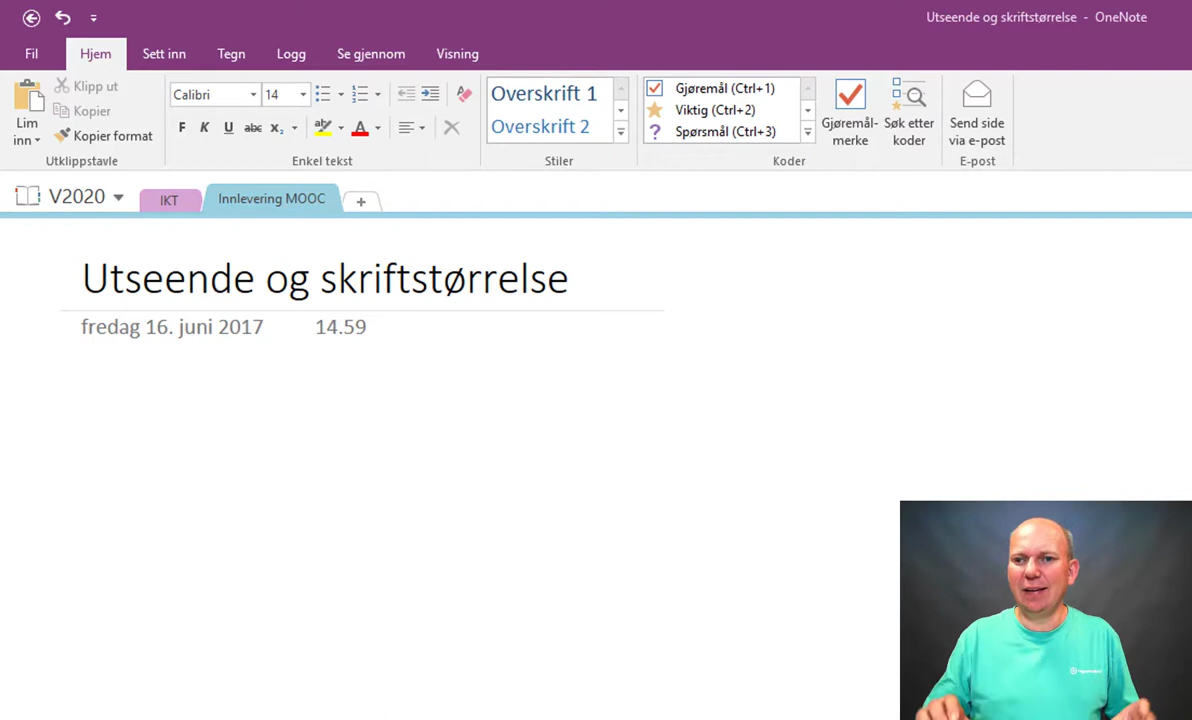 Utseende og skriftstørrelse - OneNote
Fil Hjem Sett inn Tegn Logg Se gjennom Visning
Lim inn
Klipp ut
Kopier
Kopier format
Utklippstavle
Calibri 14
F K U abc x₂ A
Enkel tekst
Overskrift 1
Overskrift 2
Stiler
Gjøremål (Ctrl+1)
Viktig (Ctrl+2)
Spørsmål (Ctrl+3)
Koder
Gjøremål-
merke
Søk etter
koder
Send side
via e-post
E-post
V2020 IKT Innlevering MOOC
Utseende og skriftstørrelse
fredag 16. juni 2017 14.59